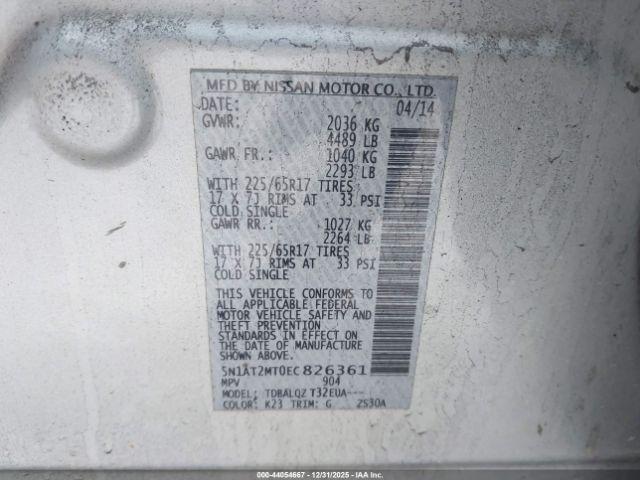 MFD BY NISSAN MOTOR CO., LTD.
DATE: 04/14
GVWR: 2036 KG
4489 LB
GAWR FR.: 1040 KG
2293 LB
WITH 225/65R17 TIRES
17 X 7J RIMS AT 33 PSI
COLD SINGLE
GAWR RR.: 1027 KG
2264 LB
WITH 225/65R17 TIRES
17 X 7J RIMS AT 33 PSI
COLD SINGLE
THIS VEHICLE CONFORMS TO
ALL APPLICABLE FEDERAL
MOTOR VEHICLE SAFETY AND
THEFT PREVENTION
STANDARDS IN EFFECT ON
THE DATE OF MANUFACTURE
SHOWN ABOVE.
5N1AT2MT0EC826361
MPV 904
MODEL: TDBALQZ T32EUA---
COLOR: K23 TRIM: G 2S30A
000-44054667 - 12/31/2025 - IAA Inc.